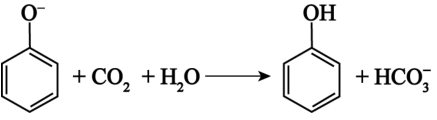 O⁻ OH
+ CO₂ + H₂O ⟶ + HCO₃⁻